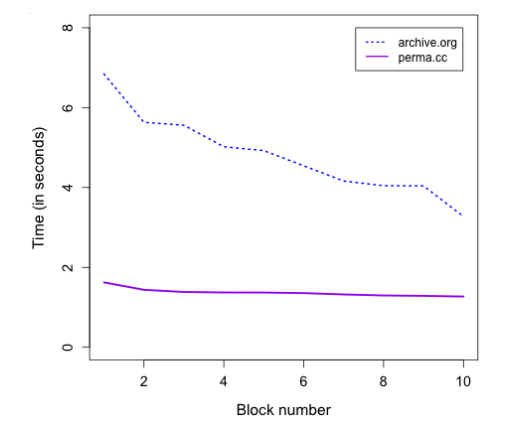 archive.org
perma.cc
8
6
4
2
0
Time (in seconds)
2 4 6 8 10
Block number